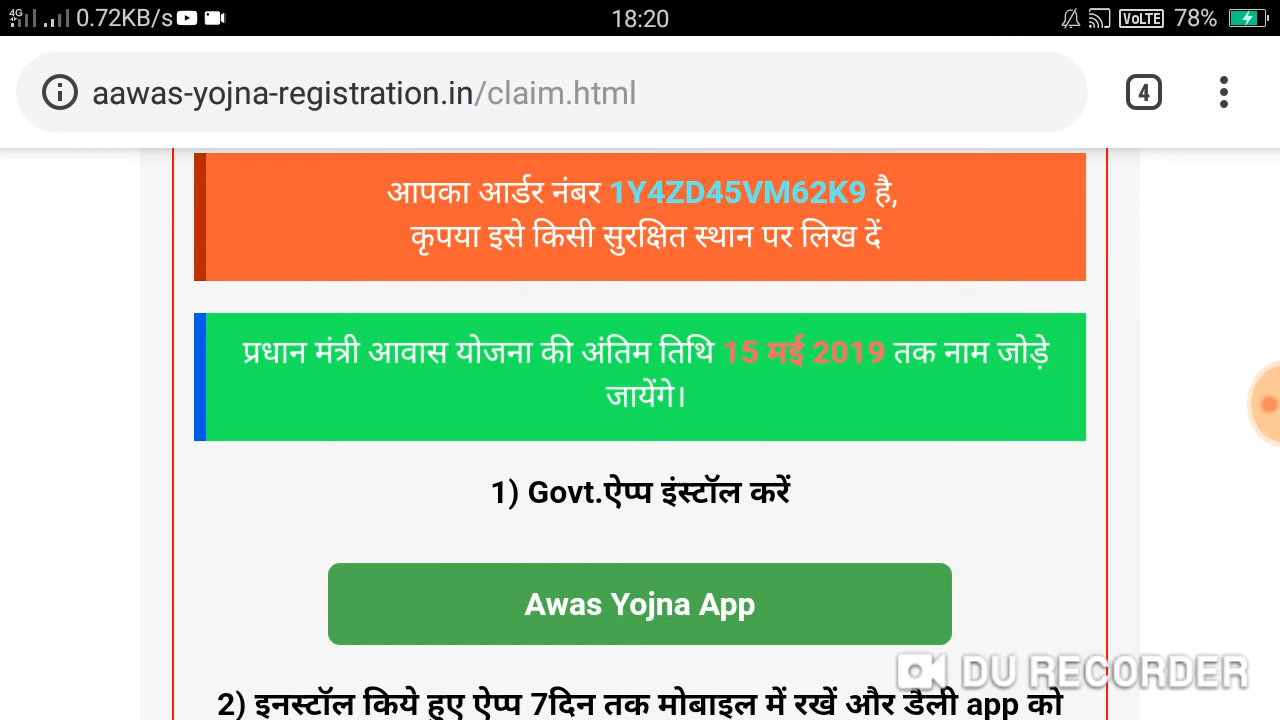 4G 0.72KB/s 18:20 VoLTE 78%
aawas-yojna-registration.in/claim.html 4
आपका आर्डर नंबर 1Y4ZD45VM62K9 है,
कृपया इसे किसी सुरक्षित स्थान पर लिख दें
प्रधान मंत्री आवास योजना की अंतिम तिथि 15 मई 2019 तक नाम जोड़े
जायेंगे।
1) Govt.ऐप्प इंस्टॉल करें
Awas Yojna App
DU RECORDER
2) इनस्टॉल किये हुए ऐप्प 7दिन तक मोबाइल में रखें और डैली app को